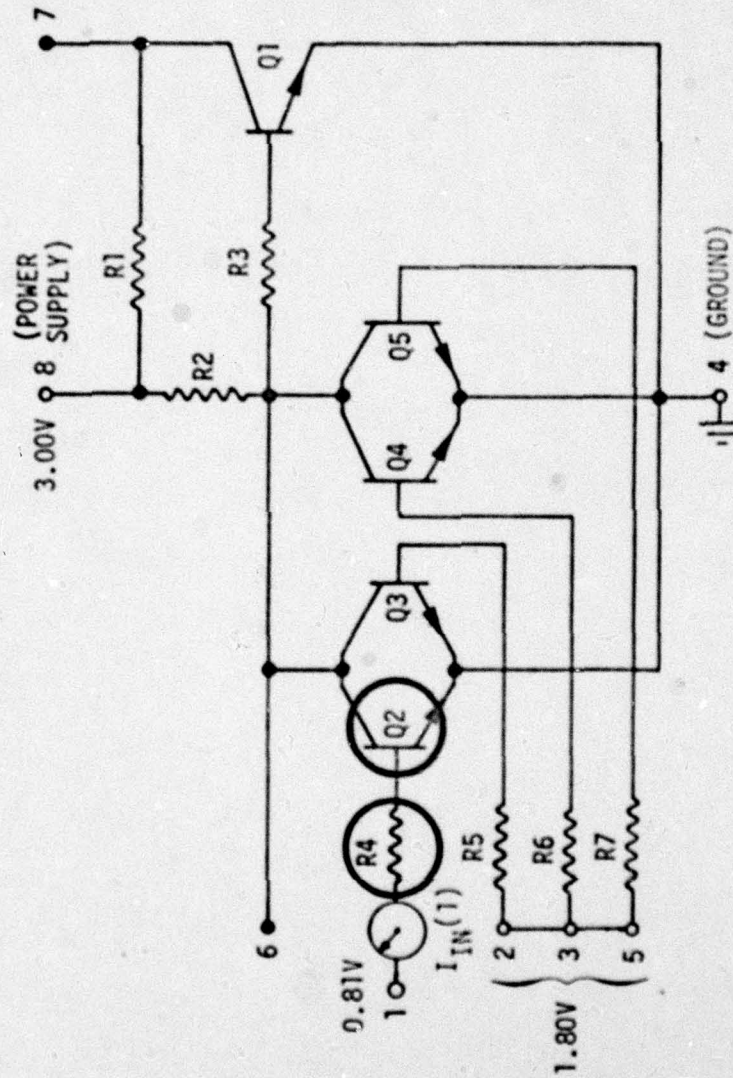 3.00V
8 (POWER
SUPPLY)
7
R1
R2
R3
Q1
6
Q2
Q3
Q4
Q5
0.81V
1
I_IN(1)
R4
R5
R6
R7
2
3
5
1.80V
4 (GROUND)